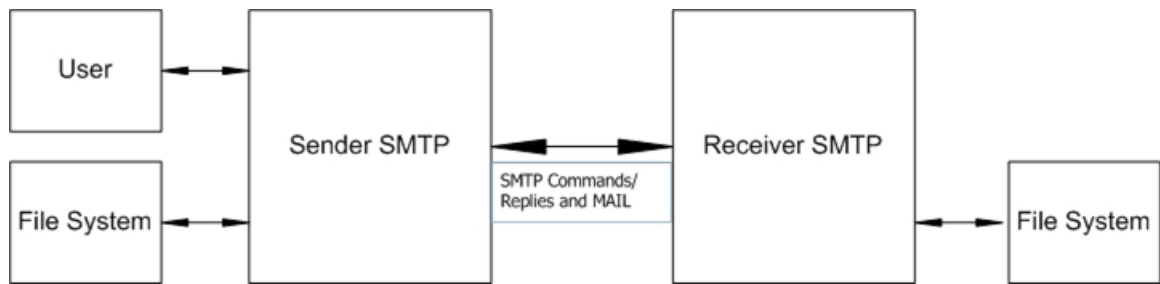 User
Sender SMTP
Receiver SMTP
SMTP Commands/
Replies and MAIL
File System
File System